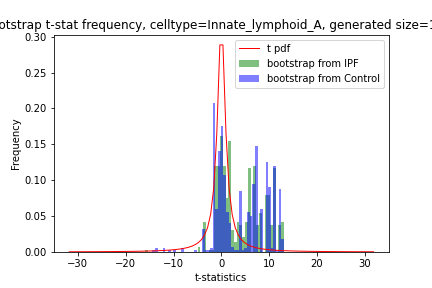 otstrap t-stat frequency, celltype=Innate_lymphoid_A, generated size=1
t pdf
bootstrap from IPF
bootstrap from Control
Frequency
0.30
0.25
0.20
0.15
0.10
0.05
0.00
−30
−20
−10
0
10
20
30
t-statistics